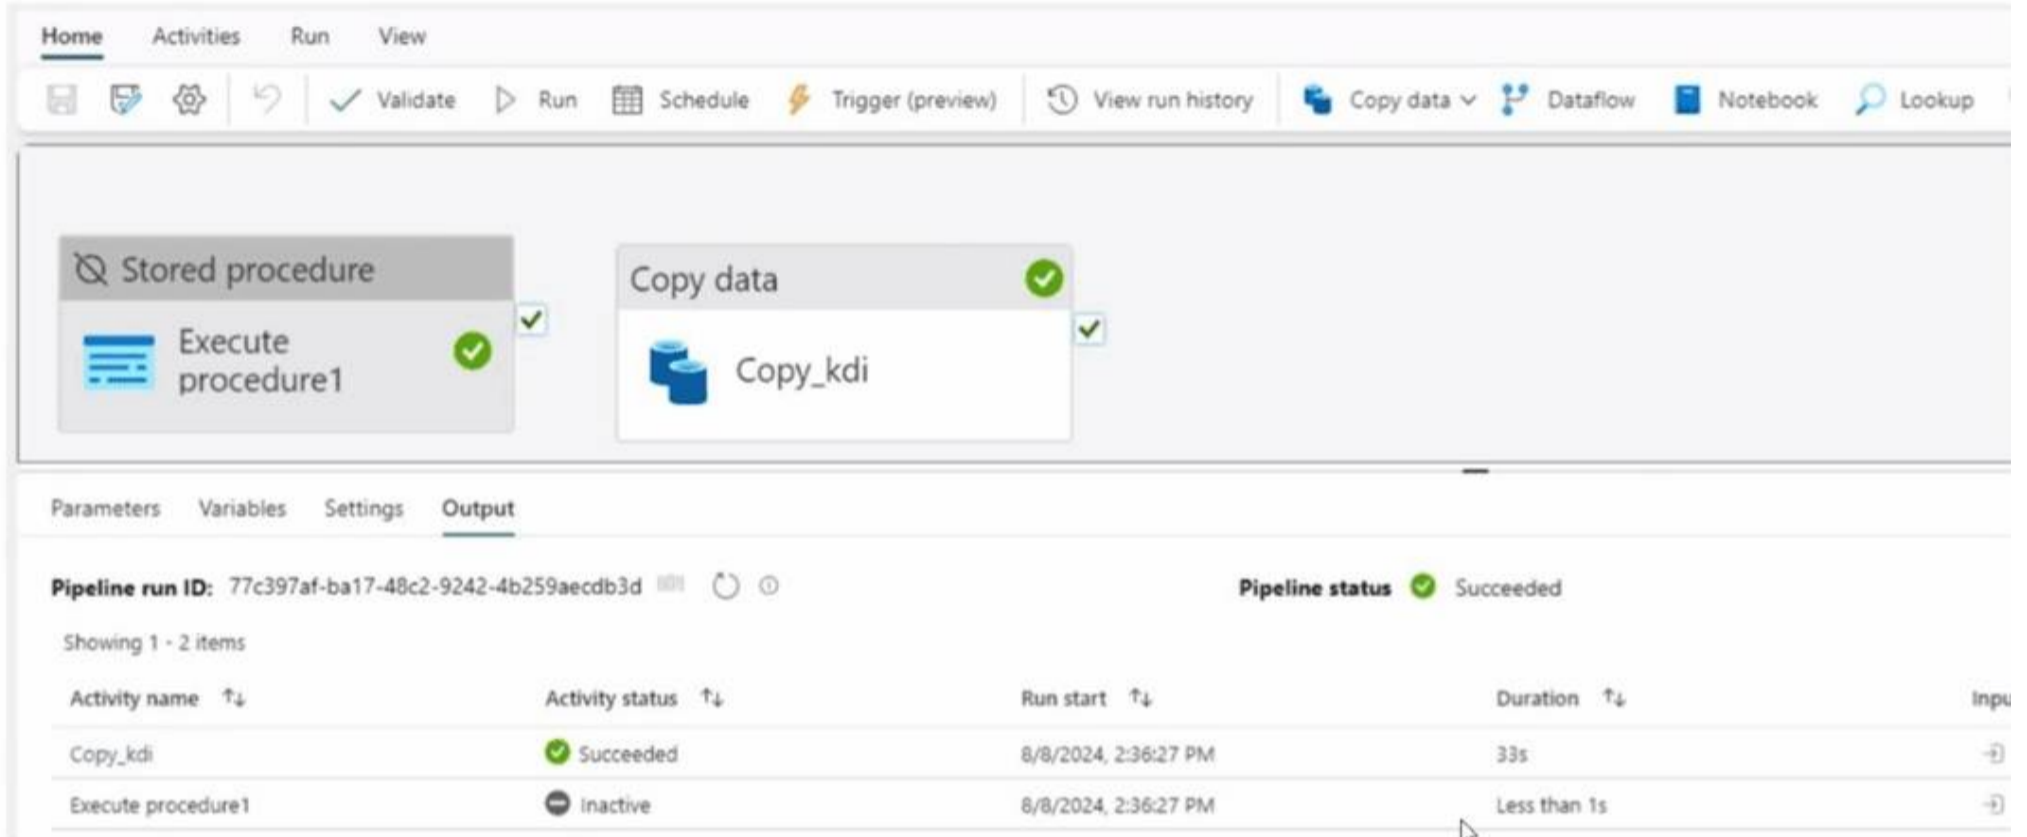 Home Activities Run View
Validate Run Schedule Trigger (preview) View run history Copy data Dataflow Notebook Lookup
Stored procedure
Execute
procedure1
Copy data
Copy_kdi
Parameters Variables Settings Output
Pipeline run ID: 77c397af-ba17-48c2-9242-4b259aecdb3d Pipeline status Succeeded
Showing 1 - 2 items
Activity name Activity status Run start Duration Inpu
Copy_kdi Succeeded 8/8/2024, 2:36:27 PM 33s
Execute procedure1 Inactive 8/8/2024, 2:36:27 PM Less than 1s